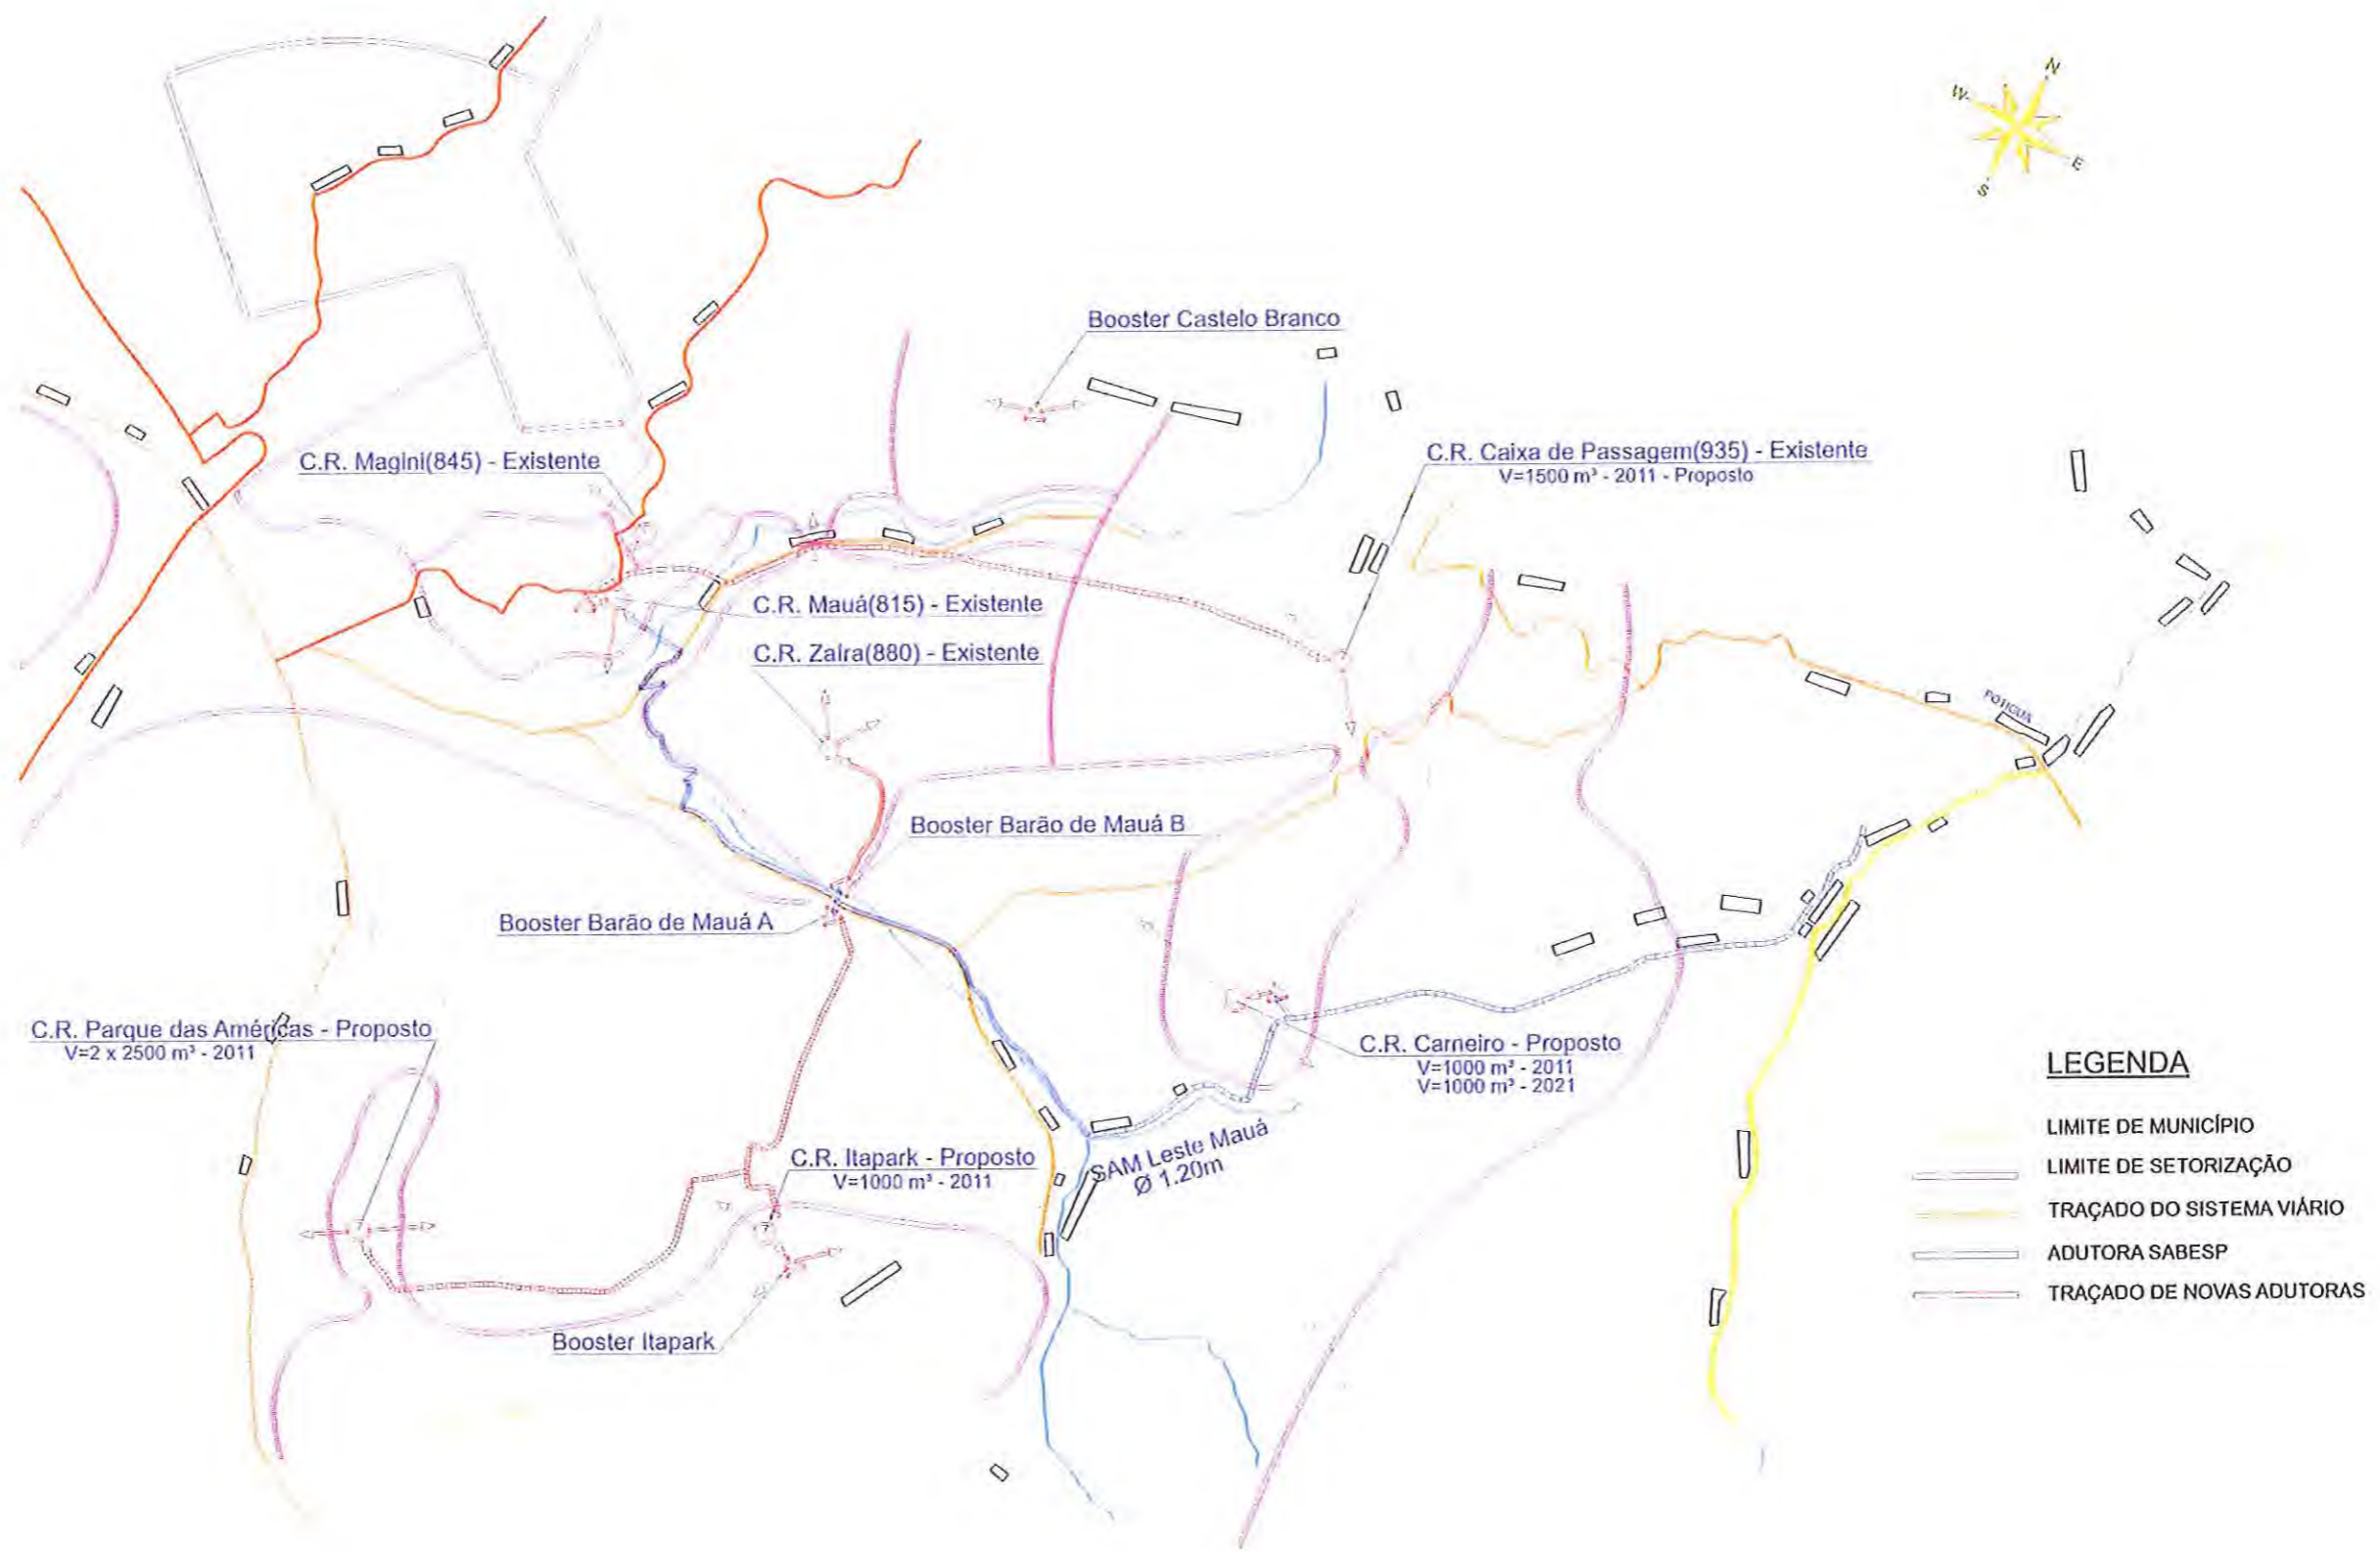 N
W
E
S
Booster Castelo Branco
C.R. Caixa de Passagem(935) - Existente
V=1500 m³ - 2011 - Proposto
C.R. Magini(845) - Existente
C.R. Mauá(815) - Existente
C.R. Zaíra(880) - Existente
Booster Barão de Mauá B
Booster Barão de Mauá A
C.R. Parque das Américas - Proposto
V=2 x 2500 m³ - 2011
C.R. Carneiro - Proposto
V=1000 m³ - 2011
V=1000 m³ - 2021
SAM Leste Mauá
Ø 1.20m
C.R. Itapark - Proposto
V=1000 m³ - 2011
Booster Itapark
LEGENDA
LIMITE DE MUNICÍPIO
LIMITE DE SETORIZAÇÃO
TRAÇADO DO SISTEMA VIÁRIO
ADUTORA SABESP
TRAÇADO DE NOVAS ADUTORAS